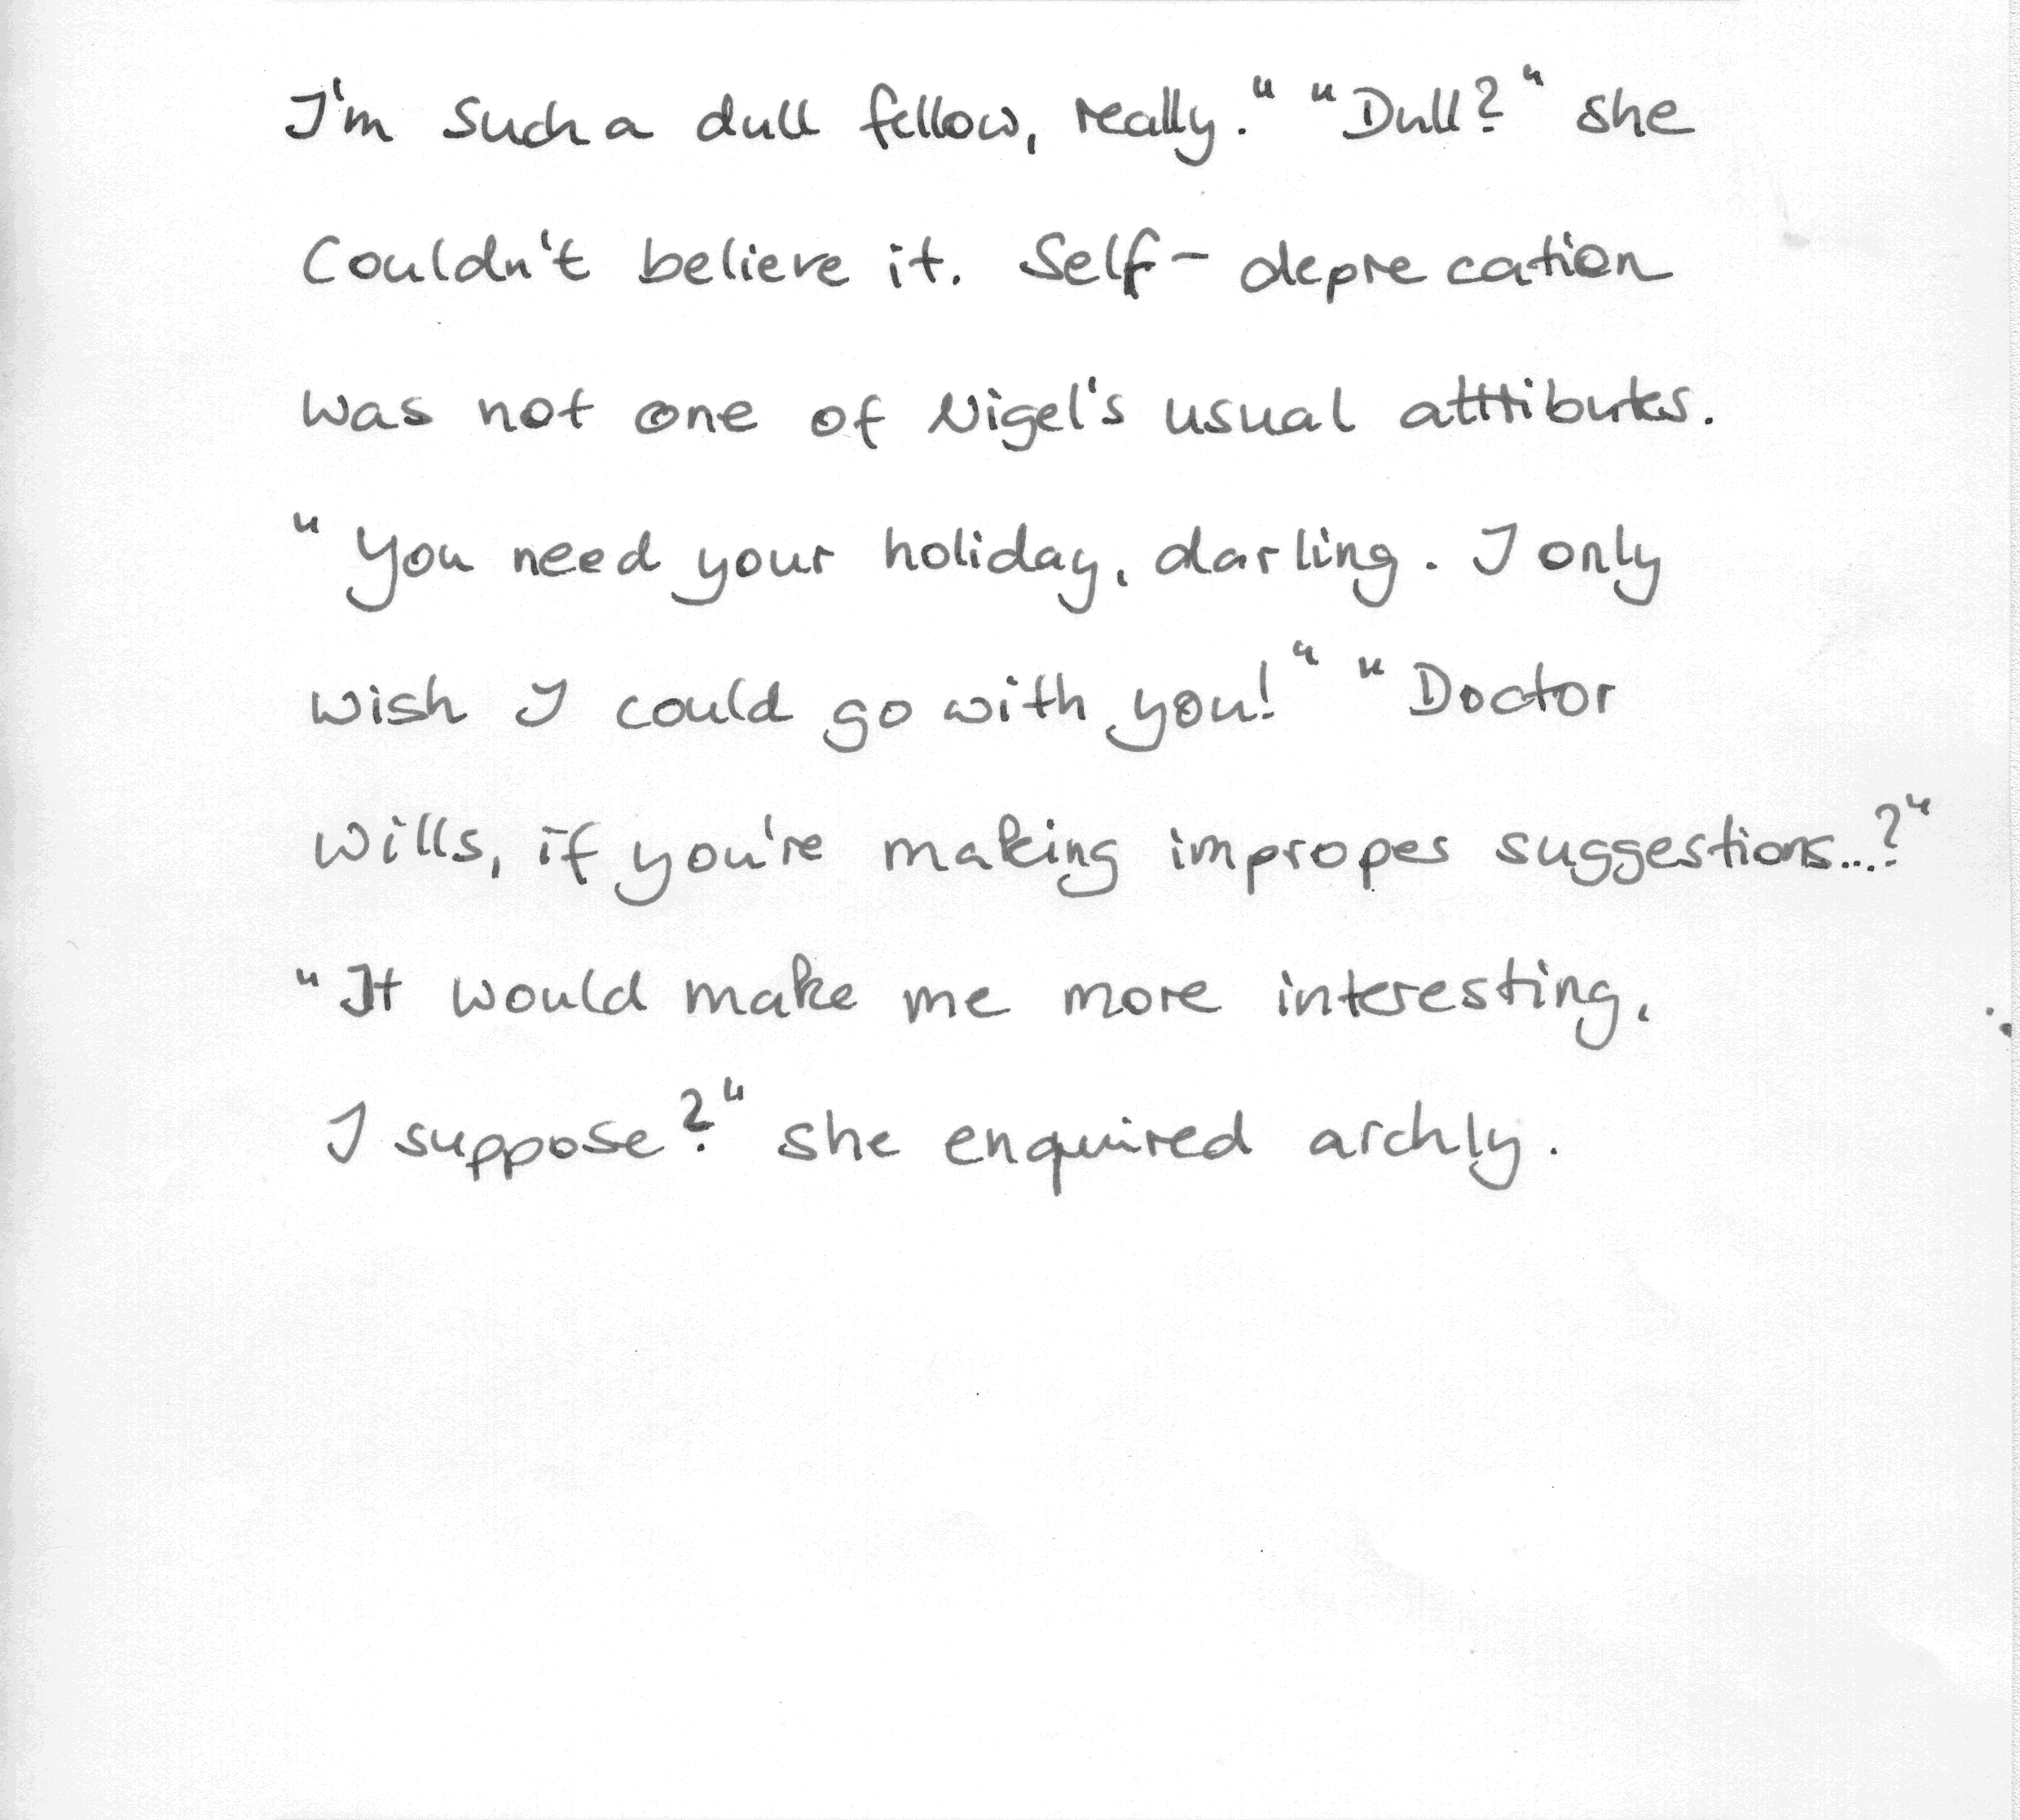 I'm such a dull fellow, really." "Dull?" she
couldn't believe it. Self-deprecation
was not one of Nigel's usual attributes.
"You need your holiday, darling. I only
wish I could go with you!" "Doctor
Wills, if you're making impropes suggestions...?"
"It would make me more interesting,
I suppose?" she enquired archly.